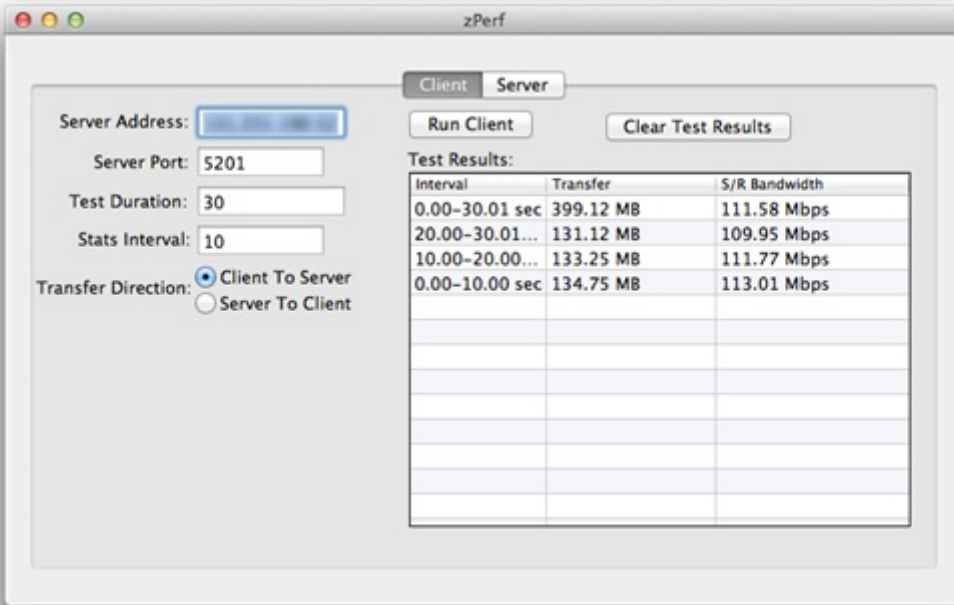 zPerf
Client Server
Server Address:
Server Port: 5201
Test Duration: 30
Stats Interval: 10
Transfer Direction: Client To Server
Server To Client
Run Client Clear Test Results
Test Results:
Interval Transfer S/R Bandwidth
0.00-30.01 sec 399.12 MB 111.58 Mbps
20.00-30.01... 131.12 MB 109.95 Mbps
10.00-20.00... 133.25 MB 111.77 Mbps
0.00-10.00 sec 134.75 MB 113.01 Mbps